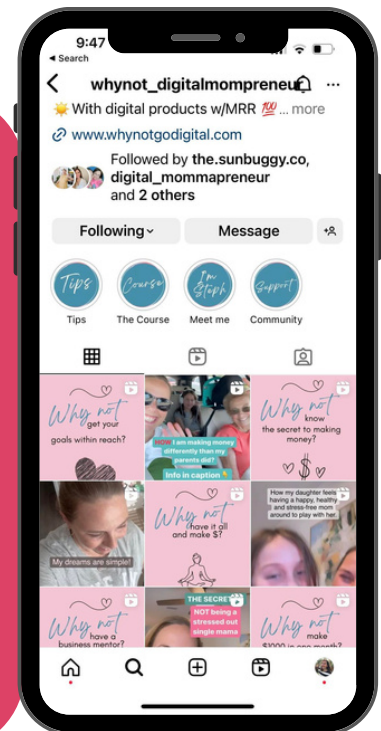 9:47
◂ Search
whynot_digitalmompreneur
☀️ With digital products w/MRR 💯 ... more
www.whynotgodigital.com
Followed by the.sunbuggy.co,
digital_mommapreneur
and 2 others
Following
Message
Tips
Course
I'm Steph
Support
Tips
The Course
Meet me
Community
Why not
get your
goals within reach?
HOW I am making money
differently than my
parents did?
Info in caption
Why not
know
the secret to making
money?
My dreams are simple!
Why not
have it all
and make $?
How my daughter feels
having a happy, healthy
and stress-free mom
around to play with her.
Why not
have a
business mentor?
THE SECRET
NOT being a
stressed out
single mama
Why not
make
$1000 in one month?